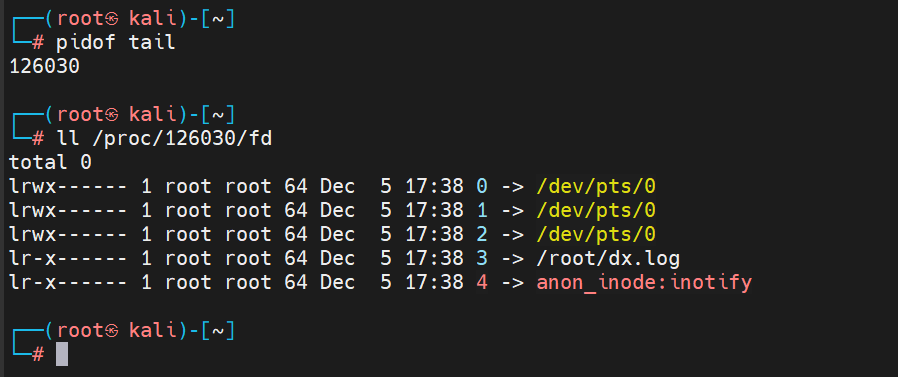 ┌──(root㉿ kali)-[~]
└─# pidof tail
126030

┌──(root㉿ kali)-[~]
└─# ll /proc/126030/fd
total 0
lrwx------ 1 root root 64 Dec  5 17:38 0 -> /dev/pts/0
lrwx------ 1 root root 64 Dec  5 17:38 1 -> /dev/pts/0
lrwx------ 1 root root 64 Dec  5 17:38 2 -> /dev/pts/0
lr-x------ 1 root root 64 Dec  5 17:38 3 -> /root/dx.log
lr-x------ 1 root root 64 Dec  5 17:38 4 -> anon_inode:inotify

┌──(root㉿ kali)-[~]
└─#